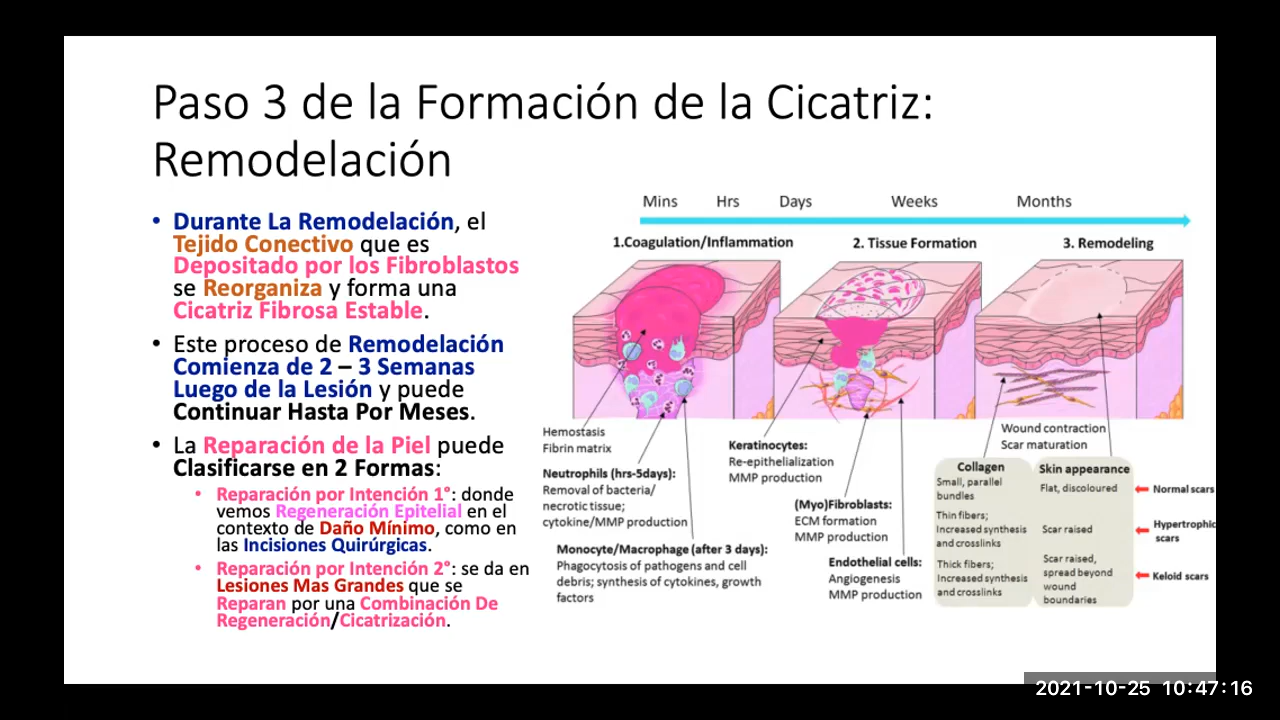 Paso 3 de la Formación de la Cicatriz:
Remodelación
• Durante La Remodelación, el
Tejido Conectivo que es
Depositado por los Fibroblastos
se Reorganiza y forma una
Cicatriz Fibrosa Estable.
• Este proceso de Remodelación
Comienza de 2 – 3 Semanas
Luego de la Lesión y puede
Continuar Hasta Por Meses.
• La Reparación de la Piel puede
Clasificarse en 2 Formas:
• Reparación por Intención 1°: donde
vemos Regeneración Epitelial en el
contexto de Daño Mínimo, como en
las Incisiones Quirúrgicas.
• Reparación por Intención 2°: se da en
Lesiones Mas Grandes que se
Reparan por una Combinación De
Regeneración/Cicatrización.
Mins Hrs Days Weeks Months
1.Coagulation/Inflammation 2. Tissue Formation 3. Remodeling
Hemostasis
Fibrin matrix
Neutrophils (hrs-5days):
Removal of bacteria/
necrotic tissue;
cytokine/MMP production
Monocyte/Macrophage (after 3 days):
Phagocytosis of pathogens and cell
debris; synthesis of cytokines, growth
factors
Keratinocytes:
Re-epithelialization
MMP production
(Myo)Fibroblasts:
ECM formation
MMP production
Endothelial cells:
Angiogenesis
MMP production
Wound contraction
Scar maturation
Collagen
Small, parallel
bundles
Thin fibers;
Increased synthesis
and crosslinks
Thick fibers;
Increased synthesis
and crosslinks
Skin appearance
Flat, discoloured
Scar raised
Scar raised,
spread beyond
wound
boundaries
Normal scars
Hypertrophic
scars
Keloid scars
2021-10-25 10:47:16